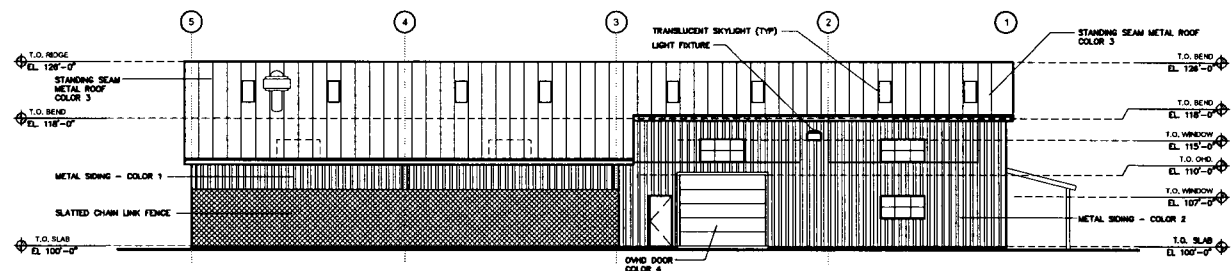 5
4
3
2
1
TRANSLUCENT SKYLIGHT (TYP)
LIGHT FIXTURE
STANDING SEAM METAL ROOF
COLOR 3
T.O. RIDGE
EL. 126'-0"
STANDING SEAM
METAL ROOF
COLOR 3
T.O. BEND
EL. 118'-0"
METAL SIDING - COLOR 1
SLATTED CHAIN LINK FENCE
T.O. SLAB
EL 100'-0"
OVHD DOOR
COLOR 4
T.O. BEND
EL. 126'-0"
T.O. BEND
EL. 118'-0"
T.O. WINDOW
EL. 115'-0"
T.O. OHD.
EL. 110'-0"
T.O. WINDOW
EL. 107'-0"
METAL SIDING - COLOR 2
T.O. SLAB
EL. 100'-0"